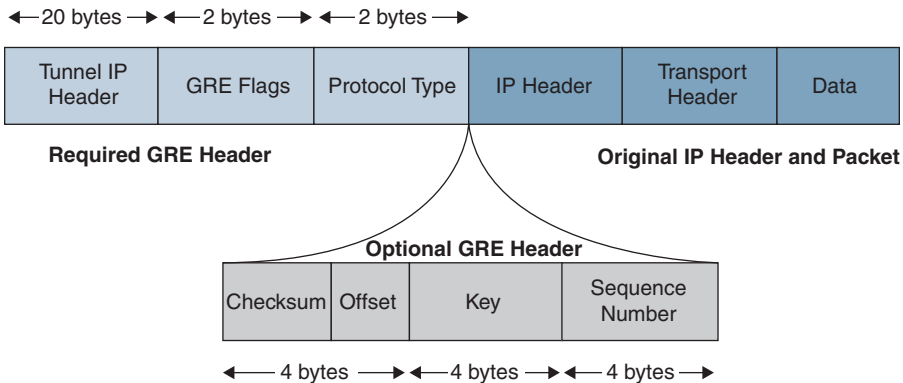 20 bytes 2 bytes 2 bytes
Tunnel IP
Header
GRE Flags
Protocol Type
IP Header
Transport
Header
Data
Required GRE Header
Original IP Header and Packet
Optional GRE Header
Checksum
Offset
Key
Sequence
Number
4 bytes 4 bytes 4 bytes